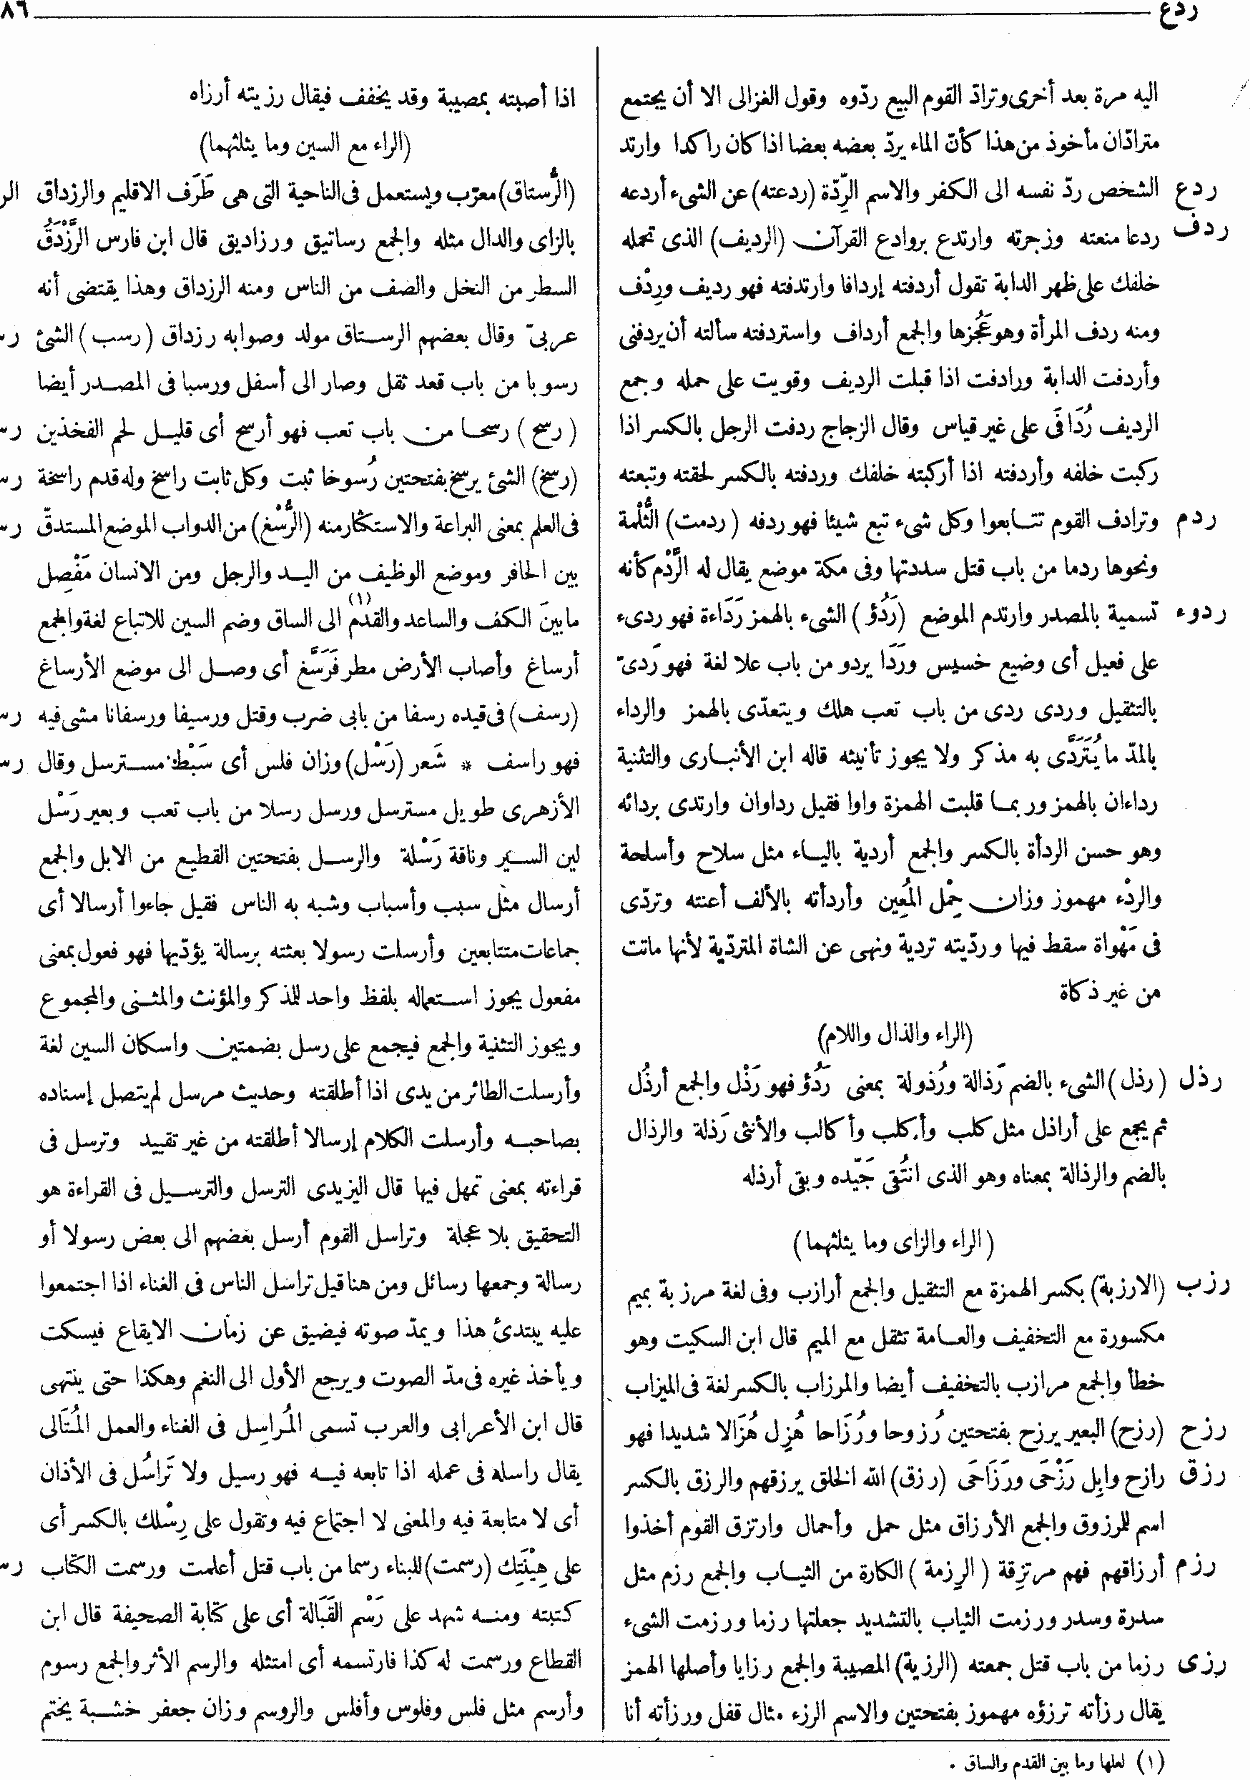 ردع
٨٦
اليه مرة بعد أخرى وترادّ القوم البيع ردّوه وقول الغزالى الا أن يجتمع
مترادّان مأخوذ من هذا كأنّ الماء يردّ بعضه بعضا اذا كان راكدا وارتد
ردع الشخص ردّ نفسه الى الكفر والاسم الرِّدّة (ردعته) عن الشىء أردعه
ردف ردعا منعته وزجرته وارتدع بروادع القرآن (الرديف) الذى تحمله
خلفك على ظهر الدابة تقول أردفته إردافا وارتدفته فهو رديف ورِدْف
ومنه ردف المرأة وهو عَجُزها والجمع أرداف واستردفته سألته أن يردفنى
وأردفت الدابة ورادفت اذا قبلت الرديف وقويت على حمله وجمع
الرديف رُدَافَى على غير قياس وقال الزجاج ردفت الرجل بالكسر اذا
ركبت خلفه وأردفته اذا أركبته خلفك وردفته بالكسر لحقته وتبعته
ردم وترادف القوم تتابعوا وكل شىء تبع شيئا فهو ردفه (ردمت) الثُّلْمة
ونحوها ردما من باب قتل سددتها وفى مكة موضع يقال له الرَّدْم كأنه
ردوء تسمية بالمصدر وارتدم الموضع (رَدُؤ) الشىء بالهمز رَدَاءة فهو ردىء
على فعيل أى وضيع خسيس ورَدَا يردو من باب علا لغة فهو رَدىّ
بالتثقيل وردى ردى من باب تعب هلك ويتعدّى بالهمز والرداء
بالمدّ ما يُتَرَدَّى به مذكر ولا يجوز تأنيثه قاله ابن الأنبارى والتثنية
رداءان بالهمز وربما قلبت الهمزة واوا فقيل رداوان وارتدى بردائه
وهو حسن الردأة بالكسر والجمع أردية بالياء مثل سلاح وأسلحة
والردْء مهموز وزان حِمْل المُعِين وأردأته بالألف أعنته وتردّى
فى مَهْواة سقط فيها وردّيته تردية ونهى عن الشاة المتردّية لأنها ماتت
من غير ذكاة
(الراء والذال واللام)
رذل (رذل) الشىء بالضم رَذالة ورُذولة بمعنى رَدُؤ فهو رَذْل والجمع أرذُل
ثم يجمع على أراذل مثل كلب وأكلب وأكالب والأنثى رَذلة والرذال
بالضم والرذالة بمعناه وهو الذى انتُقى جَيّده وبقى أرذله
(الراء والزاى وما يثلثهما)
رزب (الارزبة) بكسر الهمزة مع التثقيل والجمع أرازب وفى لغة مرزبة بميم
مكسورة مع التخفيف والعامة تثقل مع الميم قال ابن السكيت وهو
خطأ والجمع مرازب بالتخفيف أيضا والمرزاب بالكسر لغة فى الميزاب
رزح (رزح) البعير يرزح بفتحتين رُزوحا ورُزَاحا هُزِل هُزَالا شديدا فهو
رزق رازح وابِل رَزْحَى ورَزَاحَى (رزق) الله الخلق يرزقهم والرزق بالكسر
اسم للمرزوق والجمع الأرزاق مثل حمل وأحمال وارتزق القوم أخذوا
رزم أرزاقهم فهم مرتزِقة (الرِزمة) الكارة من الثياب والجمع رزم مثل
سدرة وسدر ورزمت الثياب بالتشديد جعلتها رزما ورزمت الشىء
رزى رزما من باب قتل جمعته (الرزية) المصيبة والجمع رزايا وأصلها الهمز
يقال رزأته ترزؤه مهموز بفتحتين والاسم الرزء مثال قفل ورزأته أنا
اذا أصبته بمصيبة وقد يخفف فيقال رزيته أرزاه
(الراء مع السين وما يثلثهما)
(الرُّستاق) معرّب ويستعمل فى الناحية التى هى طَرَف الاقليم والرزداق
بالزاى والدال مثله والجمع رساتيق ورزاديق قال ابن فارس الرَّزْدَقُ
السطر من النخل والصف من الناس ومنه الرزداق وهذا يقتضى أنه
عربىّ وقال بعضهم الرستاق مولد وصوابه رزداق (رسب) الشئ
رسوبا من باب قعد ثقل وصار الى أسفل ورسبا فى المصدر أيضا
(رسح) رسحا من باب تعب فهو أرسح أى قليل لحم الفخذين
(رسخ) الشئ يرسخ بفتحتين رُسوخا ثبت وكل ثابت راسخ وله قدم راسخة
فى العلم بمعنى البراعة والاستكثار منه (الرُّسْغ) من الدواب الموضع المستدقّ
بين الحافر وموضع الوظيف من اليد والرجل ومن الانسان مَفْصِل
ما بين الكف والساعد والقدم (١) الى الساق وضم السين للاتباع لغة والجمع
أرساغ وأصاب الأرض مطر فَرَسَّغ أى وصل الى موضع الأرساغ
(رسف) فى قيده رسفا من بابى ضرب وقتل ورسيفا ورسفانا مشى فيه
فهو راسف * شَعر (رَسْل) وزان فلس أى سَبْط مسترسل وقال
الأزهرى طويل مسترسل ورسل رسلا من باب تعب وبعير رَسْل
لين السير وناقة رَسْلة والرسل بفتحتين القطيع من الابل والجمع
أرسال مثل سبب وأسباب وشبه به الناس فقيل جاءوا أرسالا أى
جماعات متتابعين وأرسلت رسولا بعثته برسالة يؤدّيها فهو فعول بمعنى
مفعول يجوز استعماله بلفظ واحد للمذكر والمؤنث والمثنى والمجموع
ويجوز التثنية والجمع فيجمع على رسل بضمتين واسكان السين لغة
وأرسلت الطائر من يدى اذا أطلقته وحديث مرسل لم يتصل إسناده
بصاحبه وأرسلت الكلام إرسالا أطلقته من غير تقييد وترسل فى
قراءته بمعنى تمهل فيها قال اليزيدى الترسل والترسيل فى القراءة هو
التحقيق بلا عجلة وتراسل القوم أرسل بعضهم الى بعض رسولا أو
رسالة وجمعها رسائل ومن هنا قيل تراسل الناس فى الغناء اذا اجتمعوا
عليه يبتدئ هذا ويمدّ صوته فيضيق عن زمان الايقاع فيسكت
ويأخذ غيره فى مدّ الصوت ويرجع الأول الى النغم وهكذا حتى ينتهى
قال ابن الأعرابى والعرب تسمى المُراسِل فى الغناء والعمل المُتَالى
يقال راسله فى عمله اذا تابعه فيه فهو رسيل ولا تَراسُل فى الأذان
أى لا متابعة فيه والمعنى لا اجتماع فيه وتقول على رِسْلك بالكسر أى
على هِيْنَتِك (رسمت) للبناء رسما من باب قتل أعلمت ورسمت الكتاب
كتبته ومنه شهد على رَسْم القَبَالة أى على كتابة الصحيفة قال ابن
القطاع ورسمت له كذا فارتسمه أى امتثله والرسم الأثر والجمع رسوم
وأرسم مثل فلس وفلوس وأفلس والروسم وزان جعفر خشبة يختم
(١) لعلها وما بين القدم والساق .